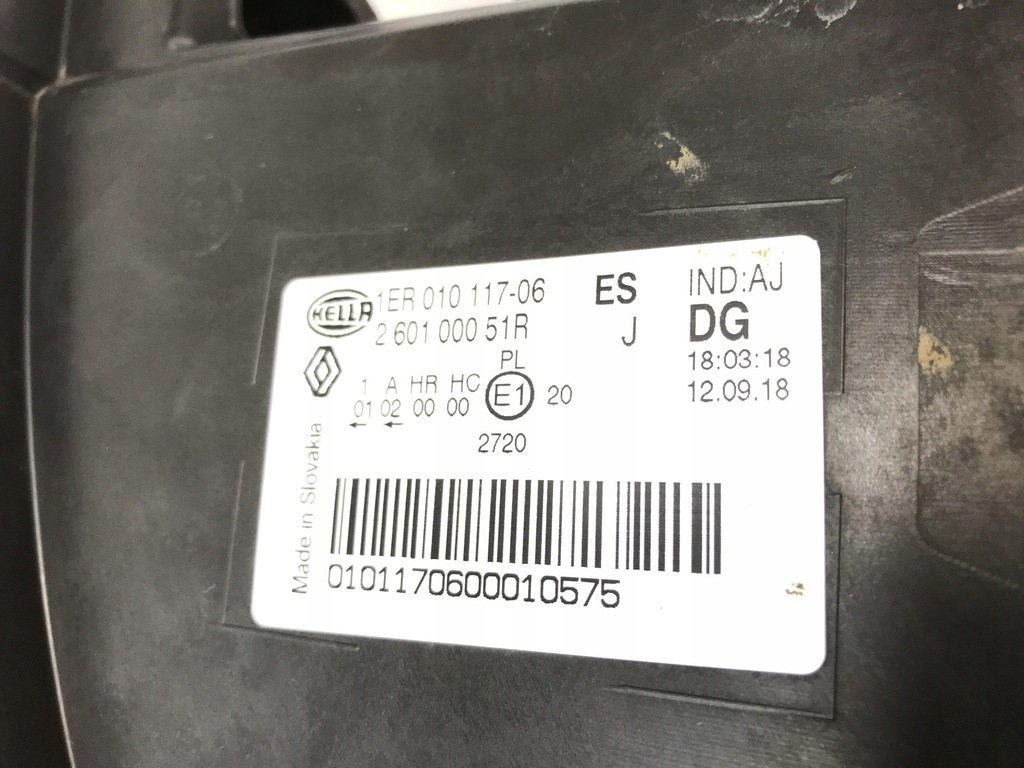 HELLA 1ER 010 117-06 ES IND:AJ
2 601 000 51R J DG
PL 18:03:18
1 A HR HC E1 20 12.09.18
01 02 00 00
2720
Made in Slovakia
0101170600010575